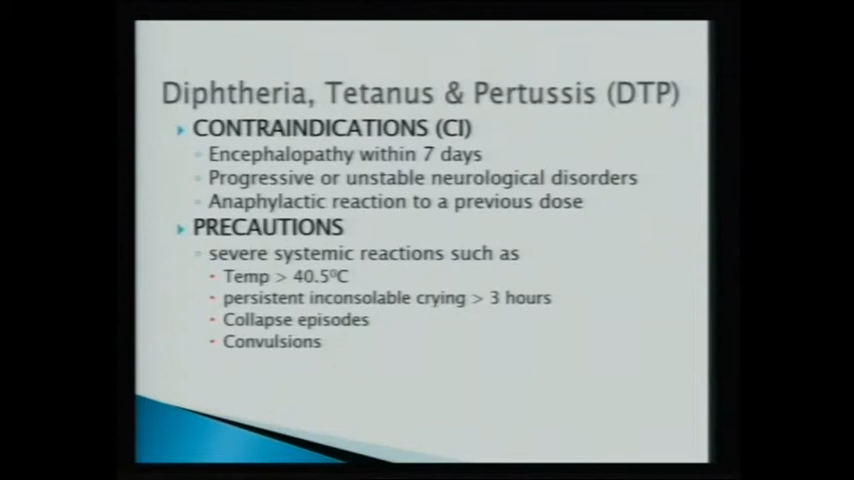 Diphtheria, Tetanus & Pertussis (DTP)
CONTRAINDICATIONS (CI)
Encephalopathy within 7 days
Progressive or unstable neurological disorders
Anaphylactic reaction to a previous dose
PRECAUTIONS
severe systemic reactions such as
Temp > 40.5⁰C
persistent inconsolable crying > 3 hours
Collapse episodes
Convulsions